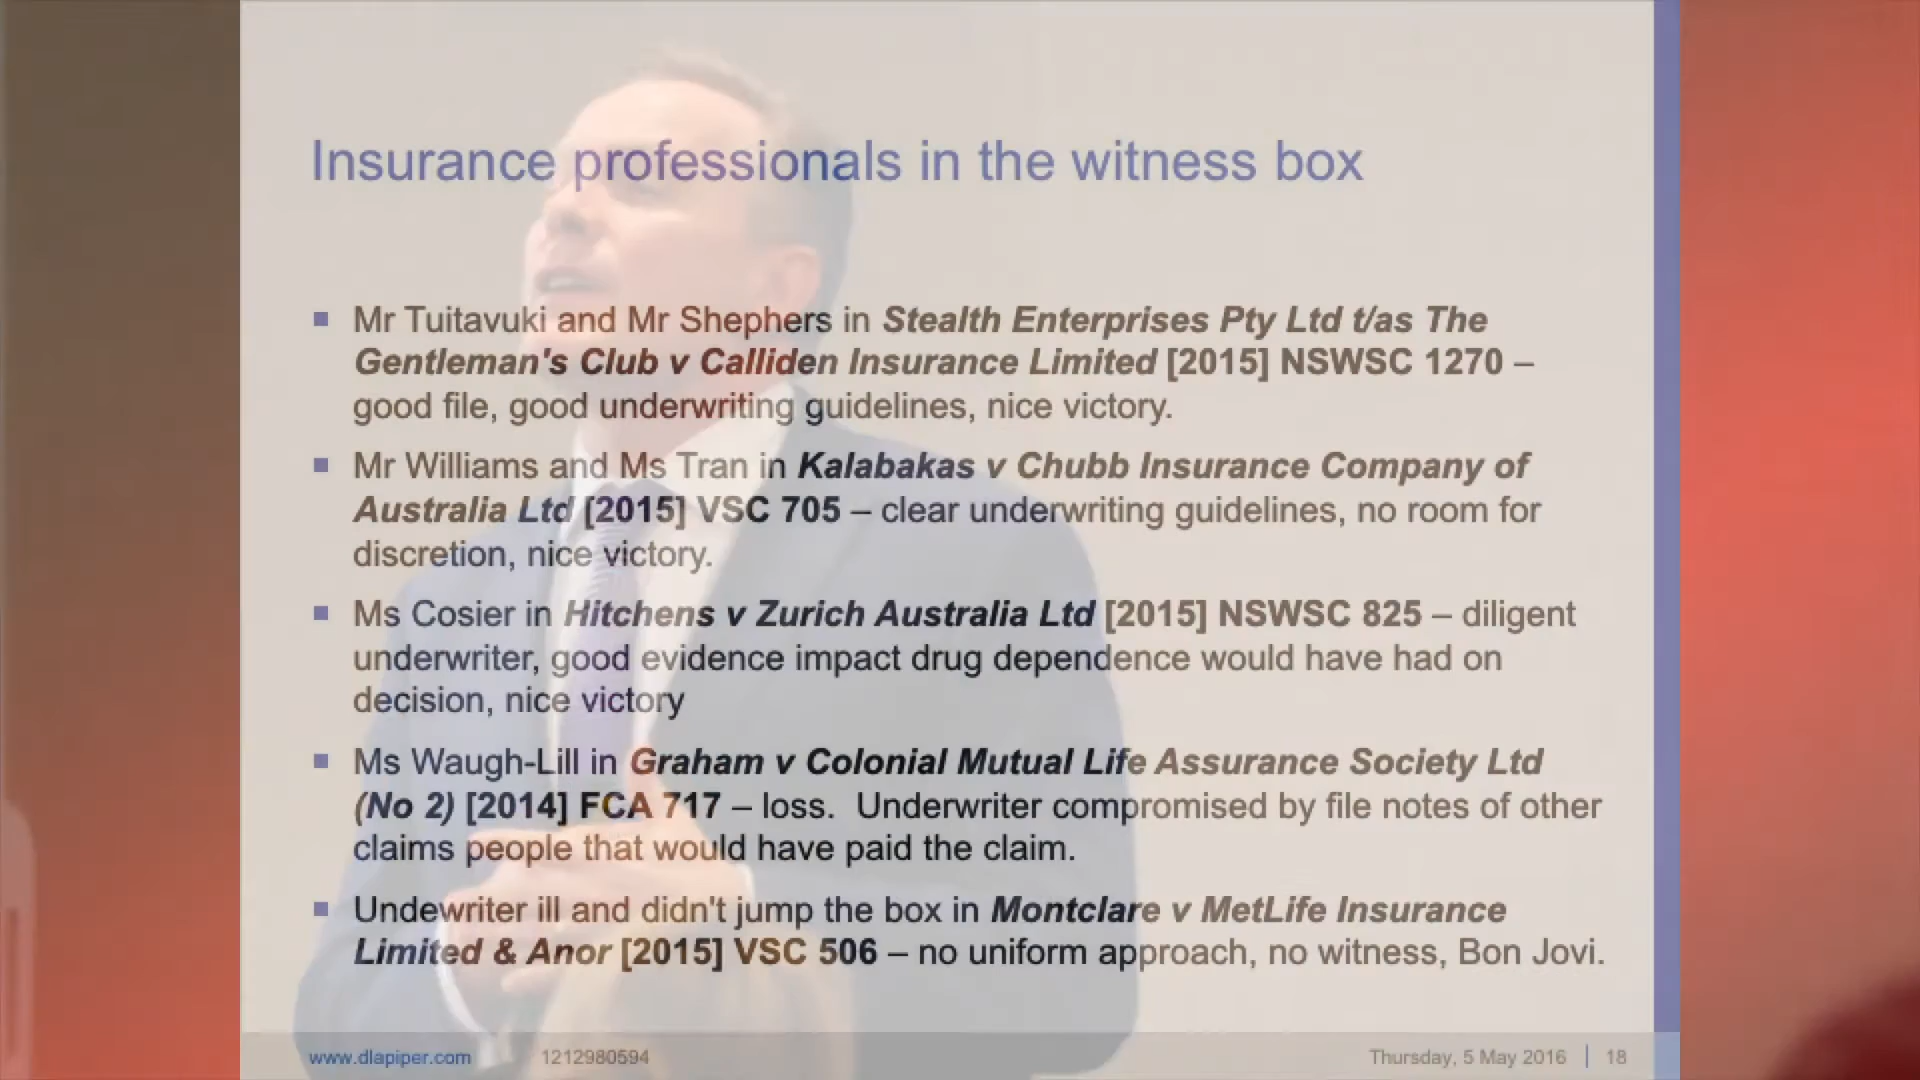 Insurance professionals in the witness box
Mr Tuitavuki and Mr Shephers in Stealth Enterprises Pty Ltd t/as The
Gentleman's Club v Calliden Insurance Limited [2015] NSWSC 1270 –
good file, good underwriting guidelines, nice victory.
Mr Williams and Ms Tran in Kalabakas v Chubb Insurance Company of
Australia Ltd [2015] VSC 705 – clear underwriting guidelines, no room for
discretion, nice victory.
Ms Cosier in Hitchens v Zurich Australia Ltd [2015] NSWSC 825 – diligent
underwriter, good evidence impact drug dependence would have had on
decision, nice victory
Ms Waugh-Lill in Graham v Colonial Mutual Life Assurance Society Ltd
(No 2) [2014] FCA 717 – loss.  Underwriter compromised by file notes of other
claims people that would have paid the claim.
Undewriter ill and didn't jump the box in Montclare v MetLife Insurance
Limited & Anor [2015] VSC 506 – no uniform approach, no witness, Bon Jovi.
www.dlapiper.com 1212980594 Thursday, 5 May 2016 | 18